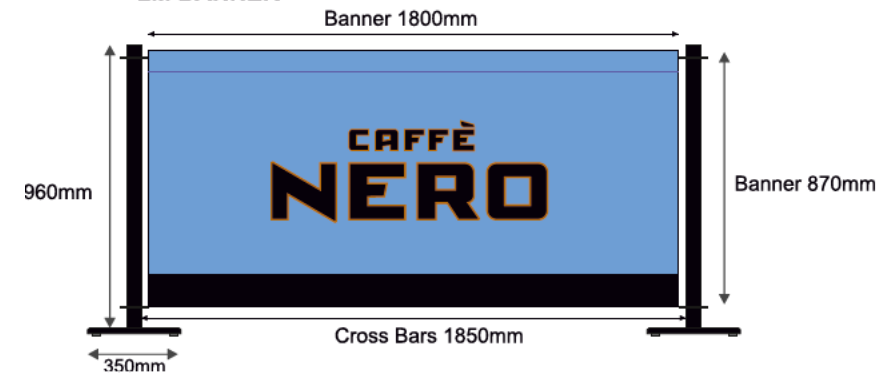 Banner 1800mm
CAFFÈ
NERO
960mm
Banner 870mm
Cross Bars 1850mm
350mm